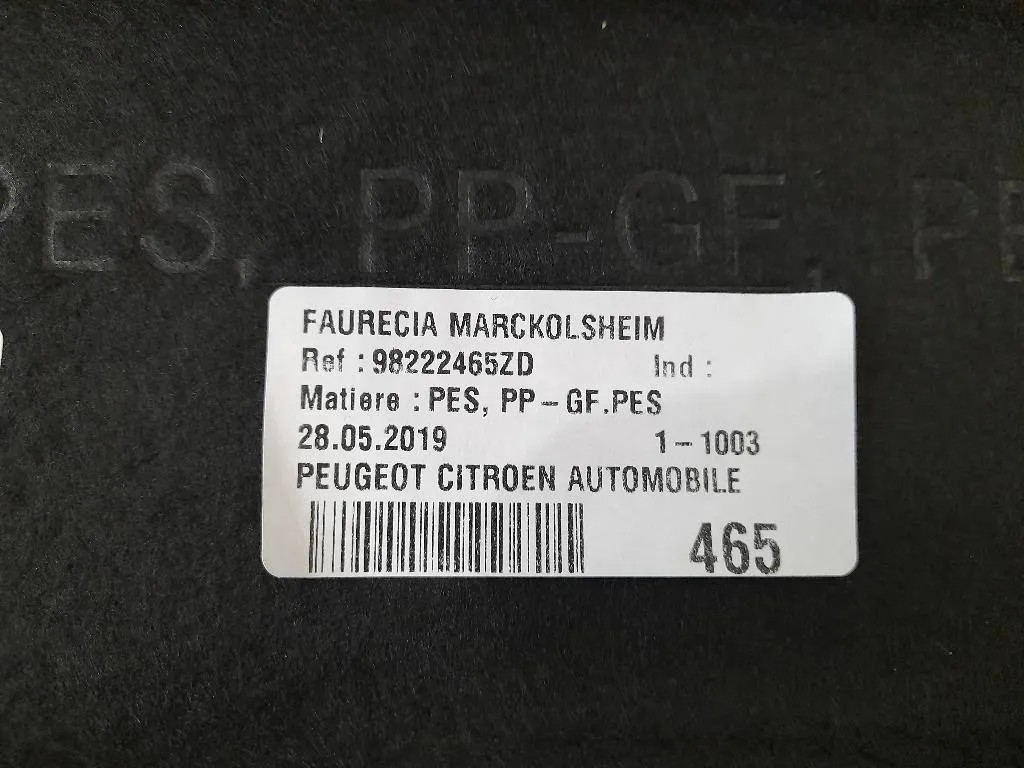 PES, PP-GF, PE
FAURECIA MARCKOLSHEIM
Ref : 98222465ZD Ind :
Matiere : PES, PP-GF.PES
28.05.2019 1-1003
PEUGEOT CITROEN AUTOMOBILE
465